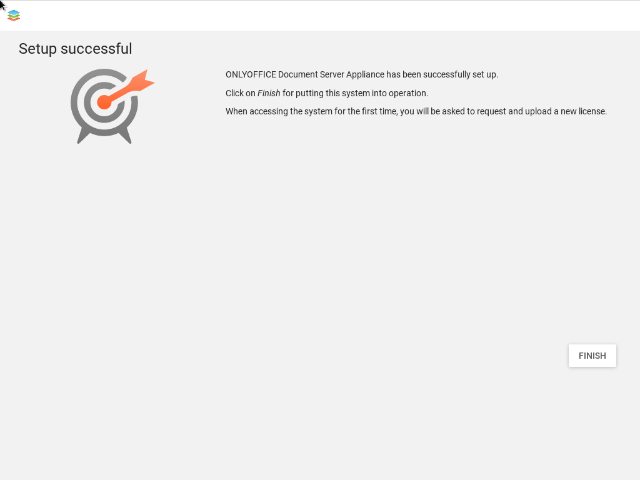 Setup successful
ONLYOFFICE Document Server Appliance has been successfully set up.
Click on Finish for putting this system into operation.
When accessing the system for the first time, you will be asked to request and upload a new license.
FINISH